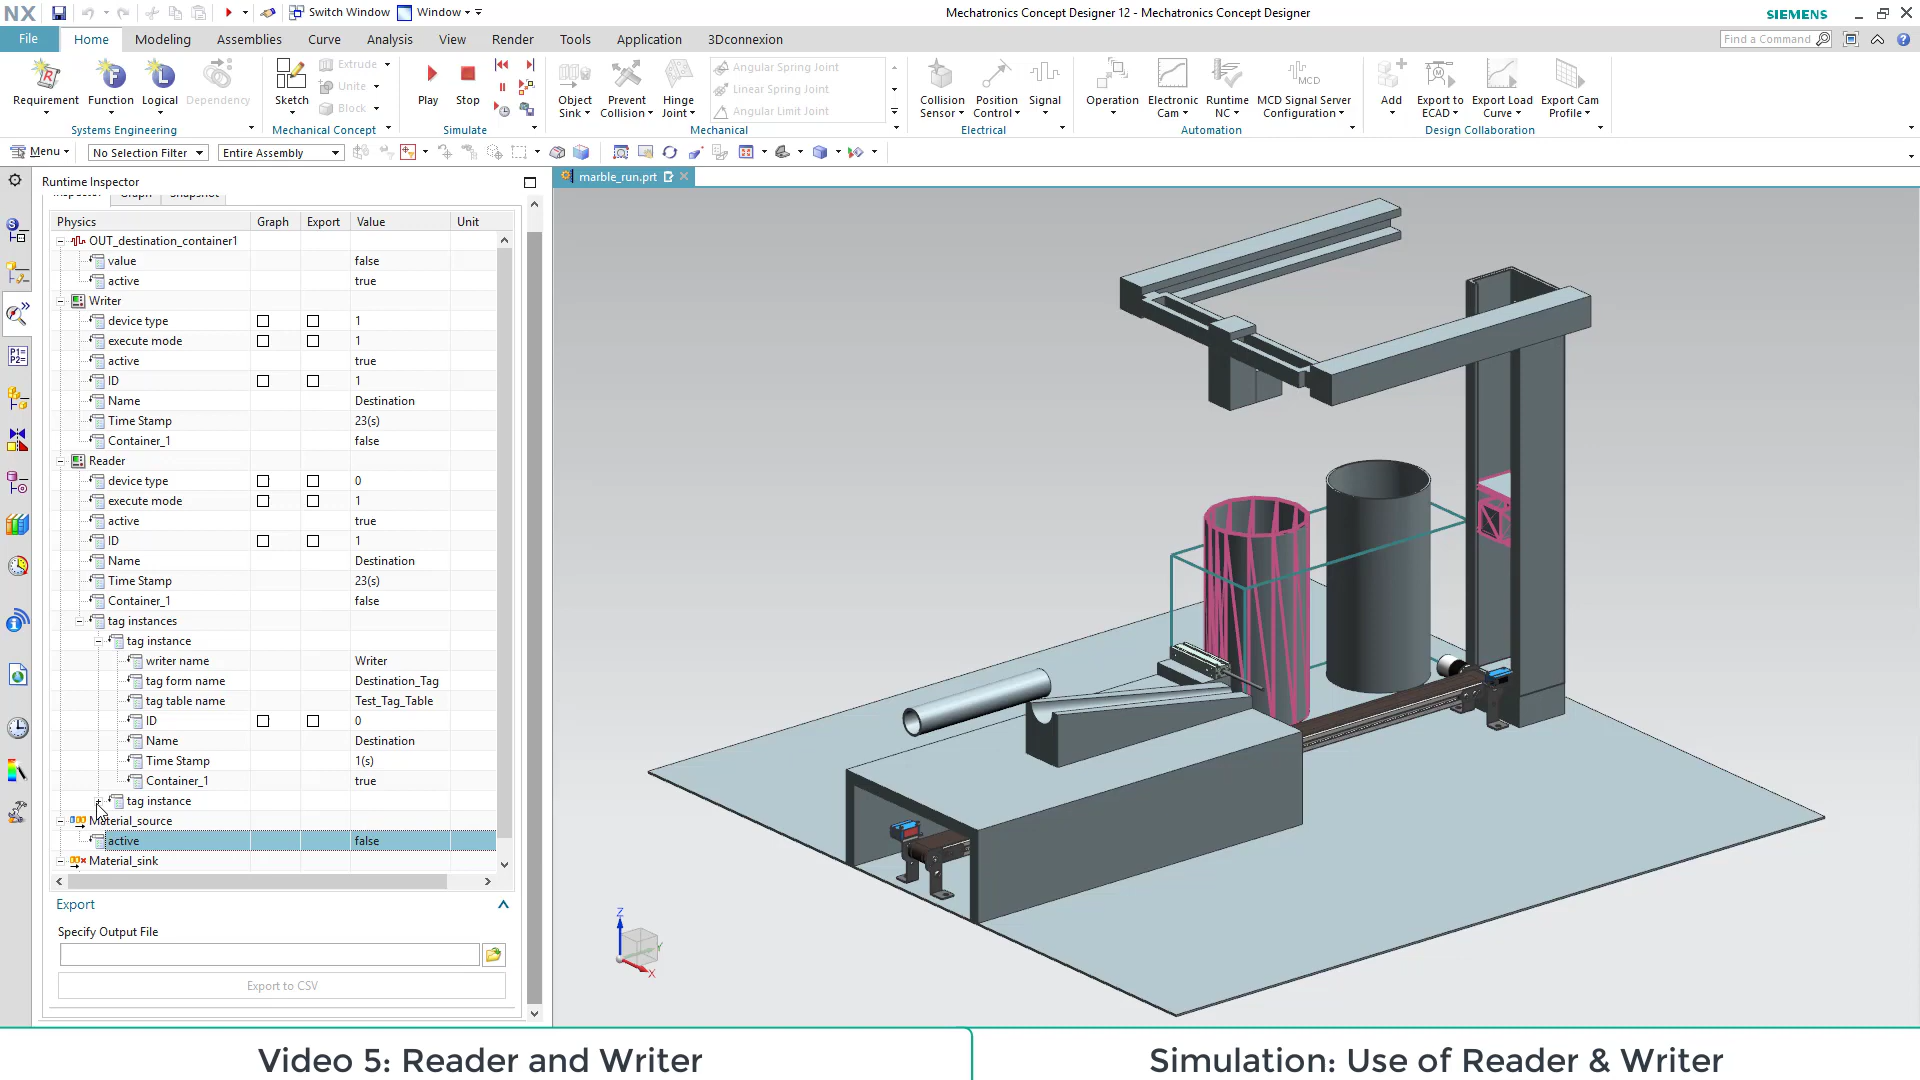 NX
Switch Window
Window
Mechatronics Concept Designer 12 - Mechatronics Concept Designer
SIEMENS
File
Home
Modeling
Assemblies
Curve
Analysis
View
Render
Tools
Application
3Dconnexion
Find a Command
Requirement
Function
Logical
Dependency
Systems Engineering
Sketch
Extrude
Unite
Block
Mechanical Concept
Play
Stop
Simulate
Object Sink
Prevent Collision
Hinge Joint
Angular Spring Joint
Linear Spring Joint
Angular Limit Joint
Mechanical
Collision Sensor
Position Control
Signal
Electrical
Operation
Electronic Cam
Runtime NC
MCD
MCD Signal Server Configuration
Automation
Add
Export to ECAD
Export Load Curve
Export Cam Profile
Design Collaboration
Menu
No Selection Filter
Entire Assembly
Runtime Inspector
marble_run.prt
Inspector Graph Snapshot
Physics Graph Export Value Unit
OUT_destination_container1
value false
active true
Writer
device type 1
execute mode 1
active true
ID 1
Name Destination
Time Stamp 23(s)
Container_1 false
Reader
device type 0
execute mode 1
active true
ID 1
Name Destination
Time Stamp 23(s)
Container_1 false
tag instances
tag instance
writer name Writer
tag form name Destination_Tag
tag table name Test_Tag_Table
ID 0
Name Destination
Time Stamp 1(s)
Container_1 true
tag instance
Material_source
active false
Material_sink
Export
Specify Output File
Export to CSV
Z
Y
X
Video 5: Reader and Writer
Simulation: Use of Reader & Writer